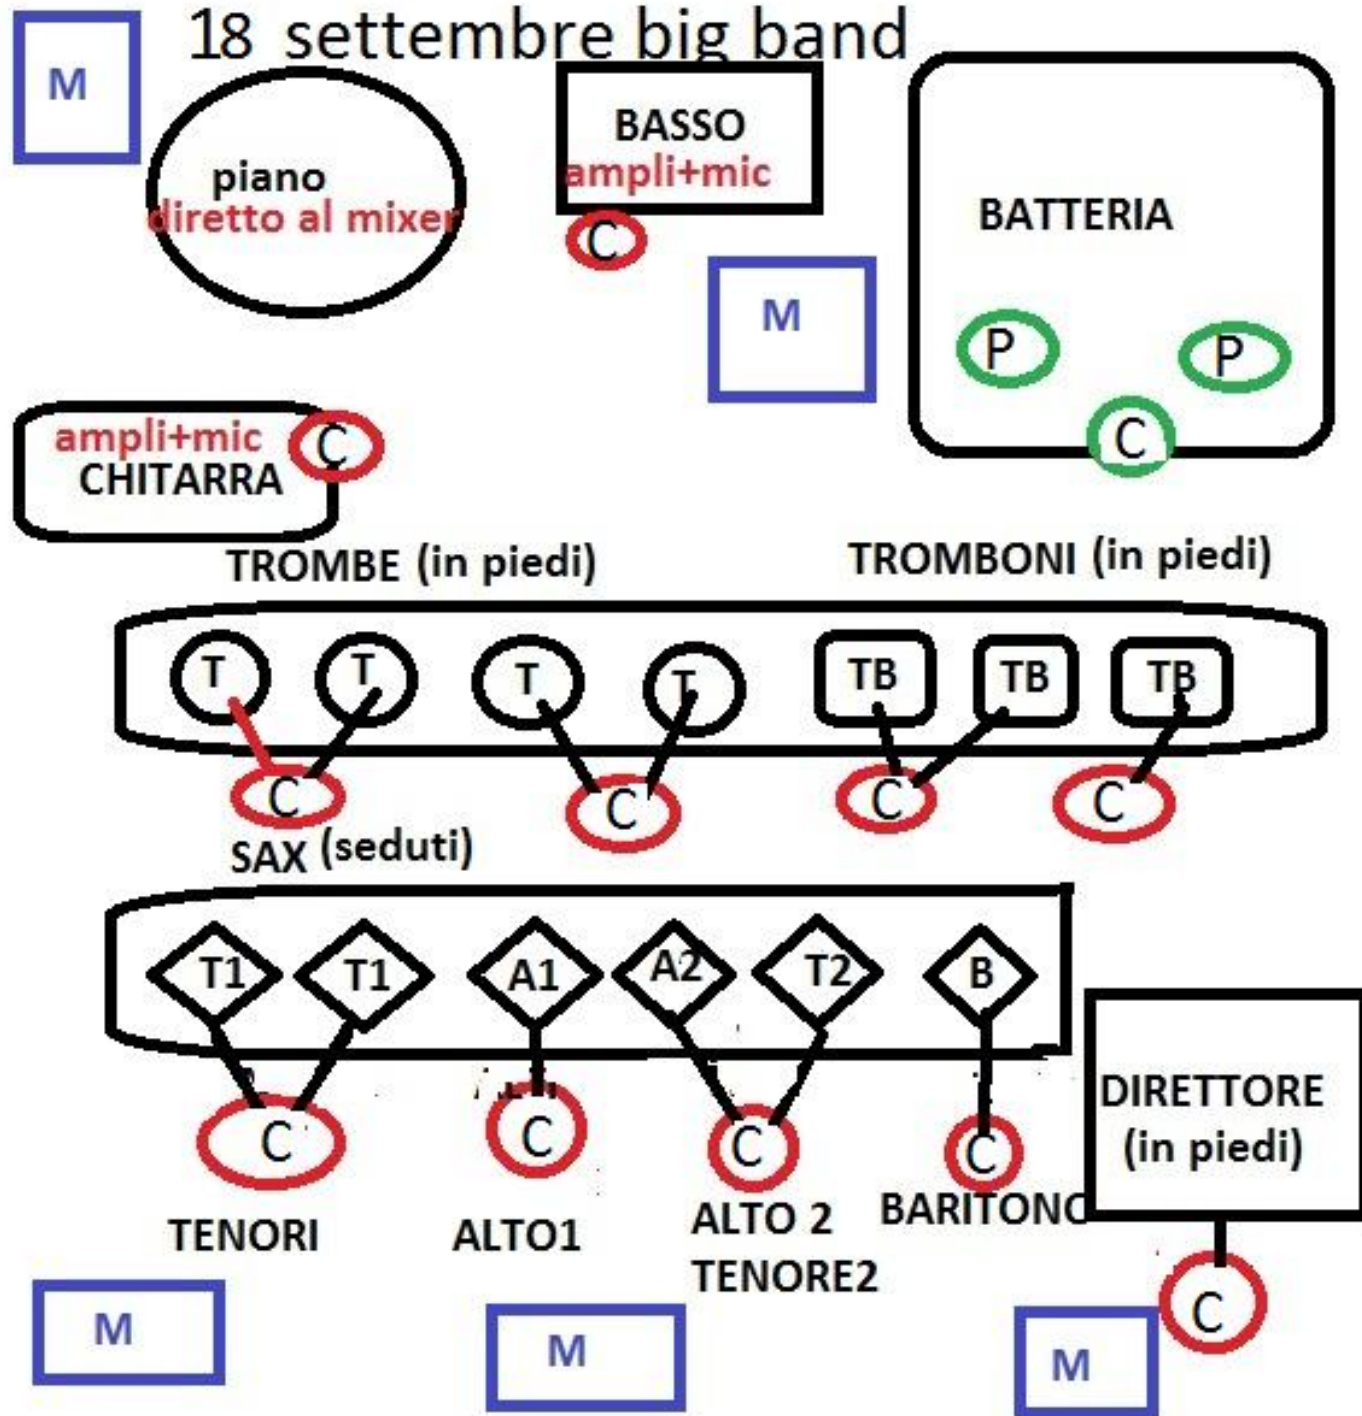 18 settembre big band
M
piano
diretto al mixer
BASSO
ampli+mic
C
M
BATTERIA
P
P
C
ampli+mic
C
CHITARRA
TROMBE (in piedi)
TROMBONI (in piedi)
T
T
T
T
TB
TB
TB
C
C
C
C
SAX (seduti)
T1
T1
A1
A2
T2
B
C
C
C
C
DIRETTORE
(in piedi)
TENORI
ALTO1
ALTO 2
TENORE2
BARITONO
C
M
M
M